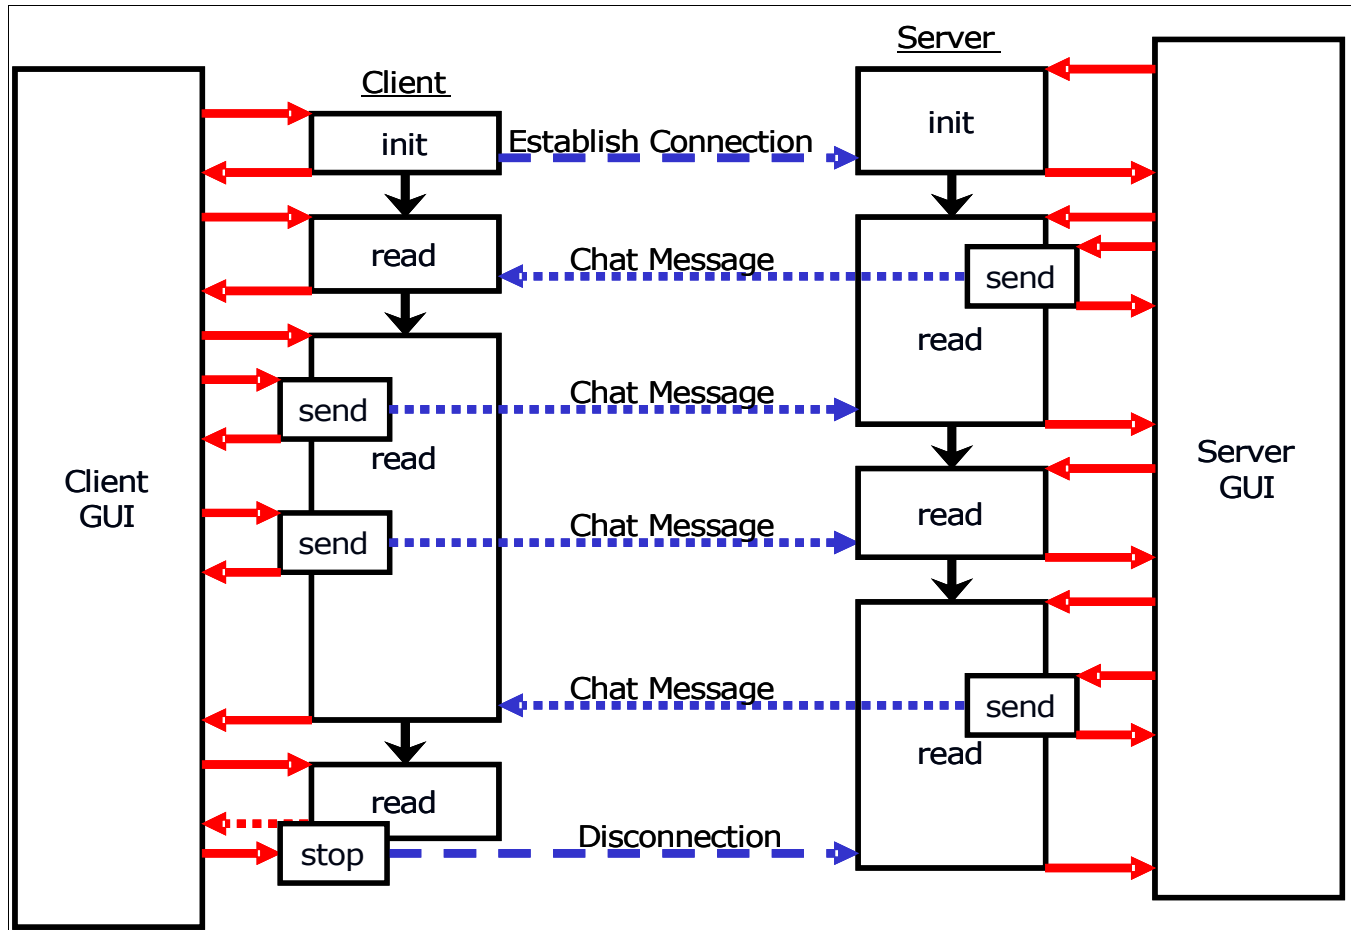 Server
Client
init
init
Establish Connection
read
Chat Message
send
read
Chat Message
send
read
Client
GUI
Server
GUI
send
Chat Message
read
Chat Message
send
read
read
Disconnection
stop